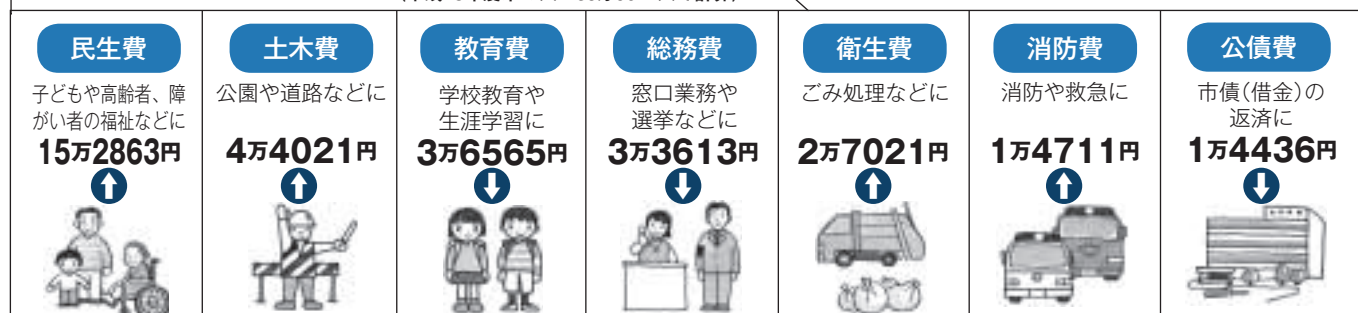 民生費
子どもや高齢者、障
がい者の福祉などに
15万2863円
土木費
公園や道路などに
4万4021円
教育費
学校教育や
生涯学習に
3万6565円
総務費
窓口業務や
選挙などに
3万3613円
衛生費
ごみ処理などに
2万7021円
消防費
消防や救急に
1万4711円
公債費
市債(借金)の
返済に
1万4436円